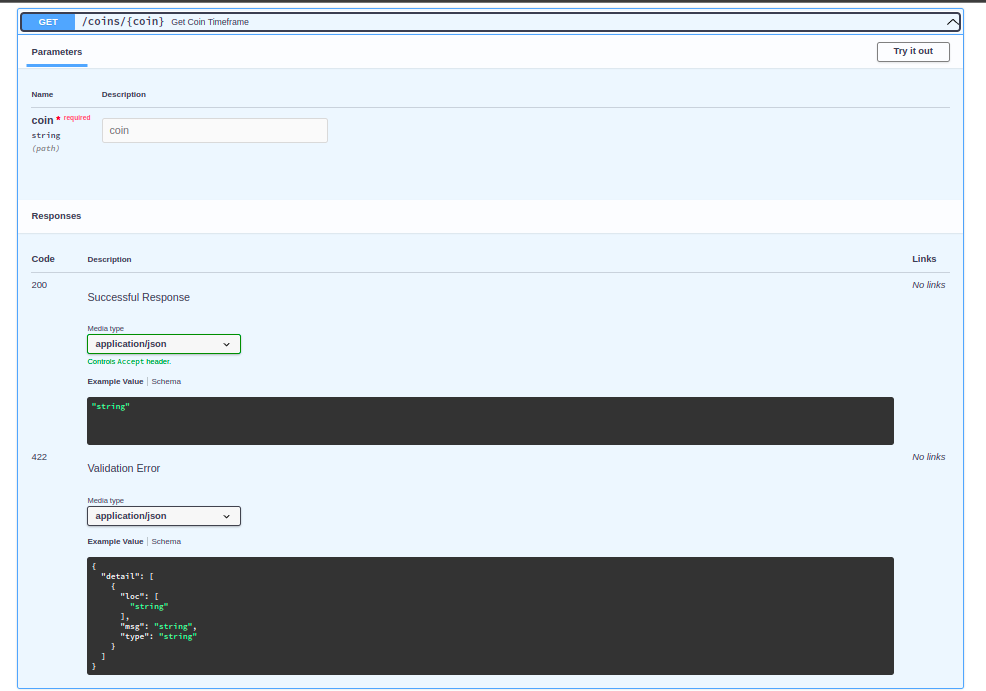 GET /coins/{coin} Get Coin Timeframe
Parameters
Try it out
Name Description
coin * required
string
(path)
coin
Responses
Code Description Links
200 No links
Successful Response
Media type
application/json
Controls Accept header.
Example Value | Schema
"string"
422 No links
Validation Error
Media type
application/json
Example Value | Schema
{
  "detail": [
    {
      "loc": [
        "string"
      ],
      "msg": "string",
      "type": "string"
    }
  ]
}